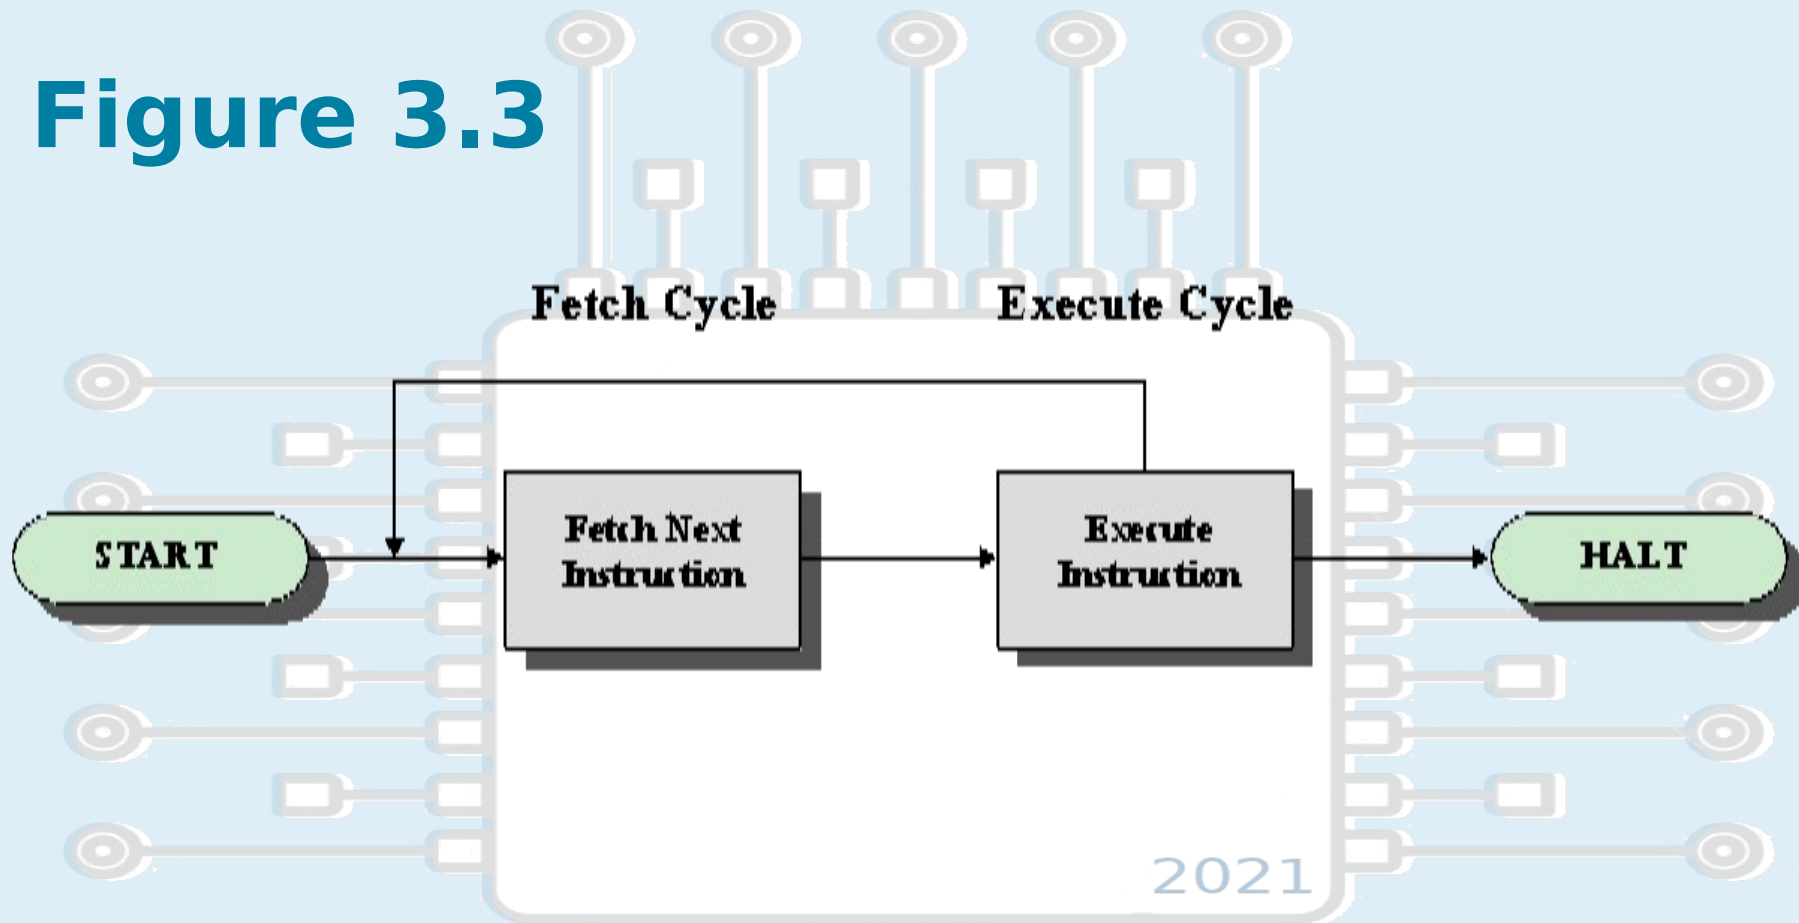 Figure 3.3
Fetch Cycle
Execute Cycle
START
Fetch Next
Instruction
Execute
Instruction
HALT
2021